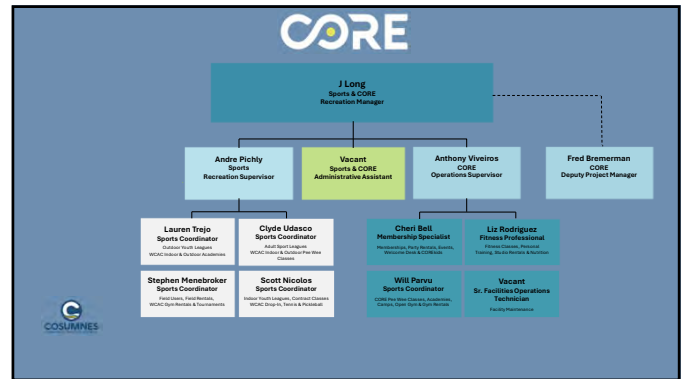 CORE
J Long
Sports & CORE
Recreation Manager
Andre Pichly
Sports
Recreation Supervisor
Vacant
Sports & CORE
Administrative Assistant
Anthony Viveiros
CORE
Operations Supervisor
Fred Bremerman
CORE
Deputy Project Manager
Lauren Trejo
Sports Coordinator
Outdoor Youth Leagues
WCAC Indoor & Outdoor Academies
Clyde Udasco
Sports Coordinator
Adult Sport Leagues
WCAC Indoor & Outdoor Pee Wee
Classes
Cheri Bell
Membership Specialist
Memberships, Party Rentals, Events,
Welcome Desk & COREkids
Liz Rodriguez
Fitness Professional
Fitness Classes, Personal
Training, Studio Rentals & Nutrition
Stephen Menebroker
Sports Coordinator
Field Users, Field Rentals,
WCAC Gym Rentals & Tournaments
Scott Nicolos
Sports Coordinator
Indoor Youth Leagues, Contract Classes
WCAC Drop-In, Tennis & Pickleball
Will Parvu
Sports Coordinator
CORE Pee Wee Classes, Academies,
Camps, Open Gym & Gym Rentals
Vacant
Sr. Facilities Operations
Technician
Facility Maintenance
COSUMNES